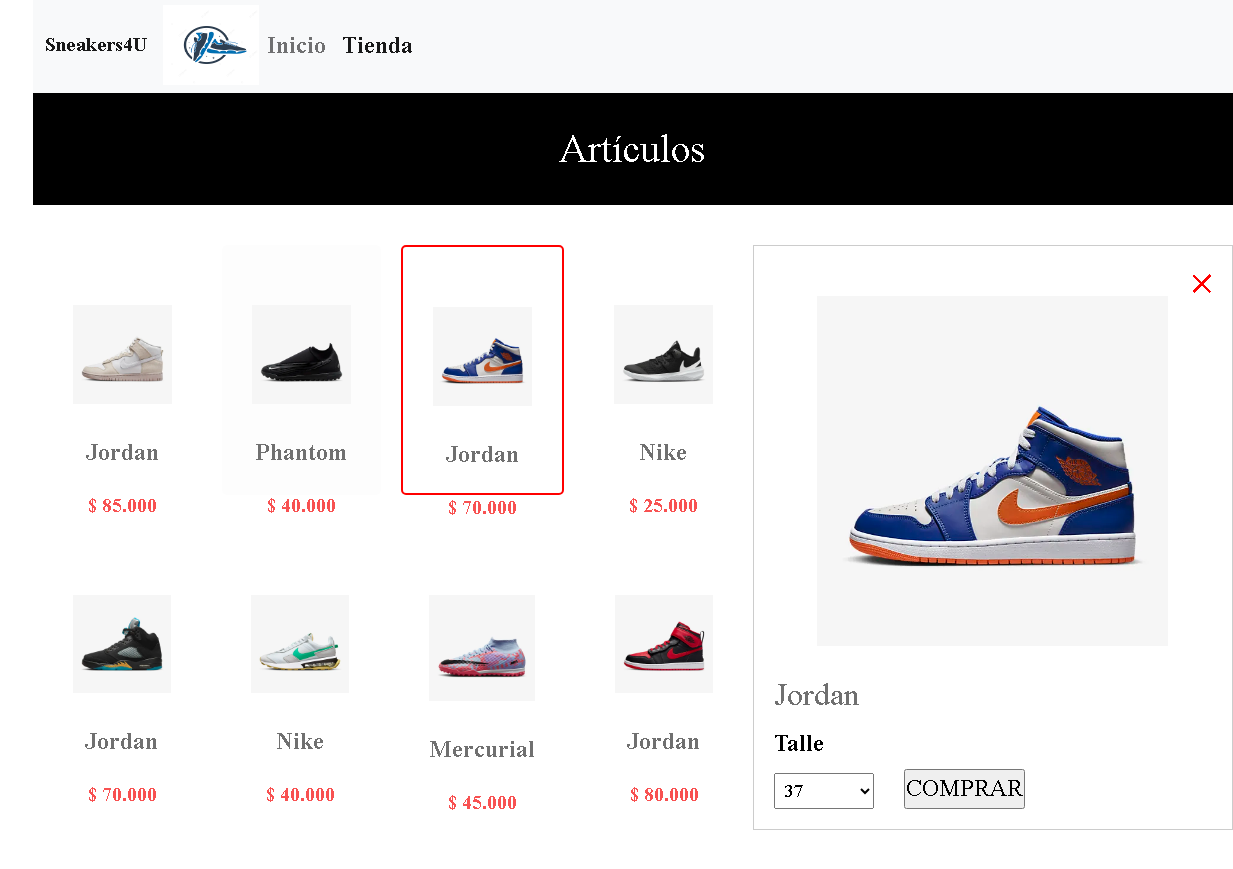 Sneakers4U
Inicio
Tienda
Artículos
Jordan
$ 85.000
Phantom
$ 40.000
Jordan
$ 70.000
Nike
$ 25.000
Jordan
$ 70.000
Nike
$ 40.000
Mercurial
$ 45.000
Jordan
$ 80.000
Jordan
Talle
37
COMPRAR